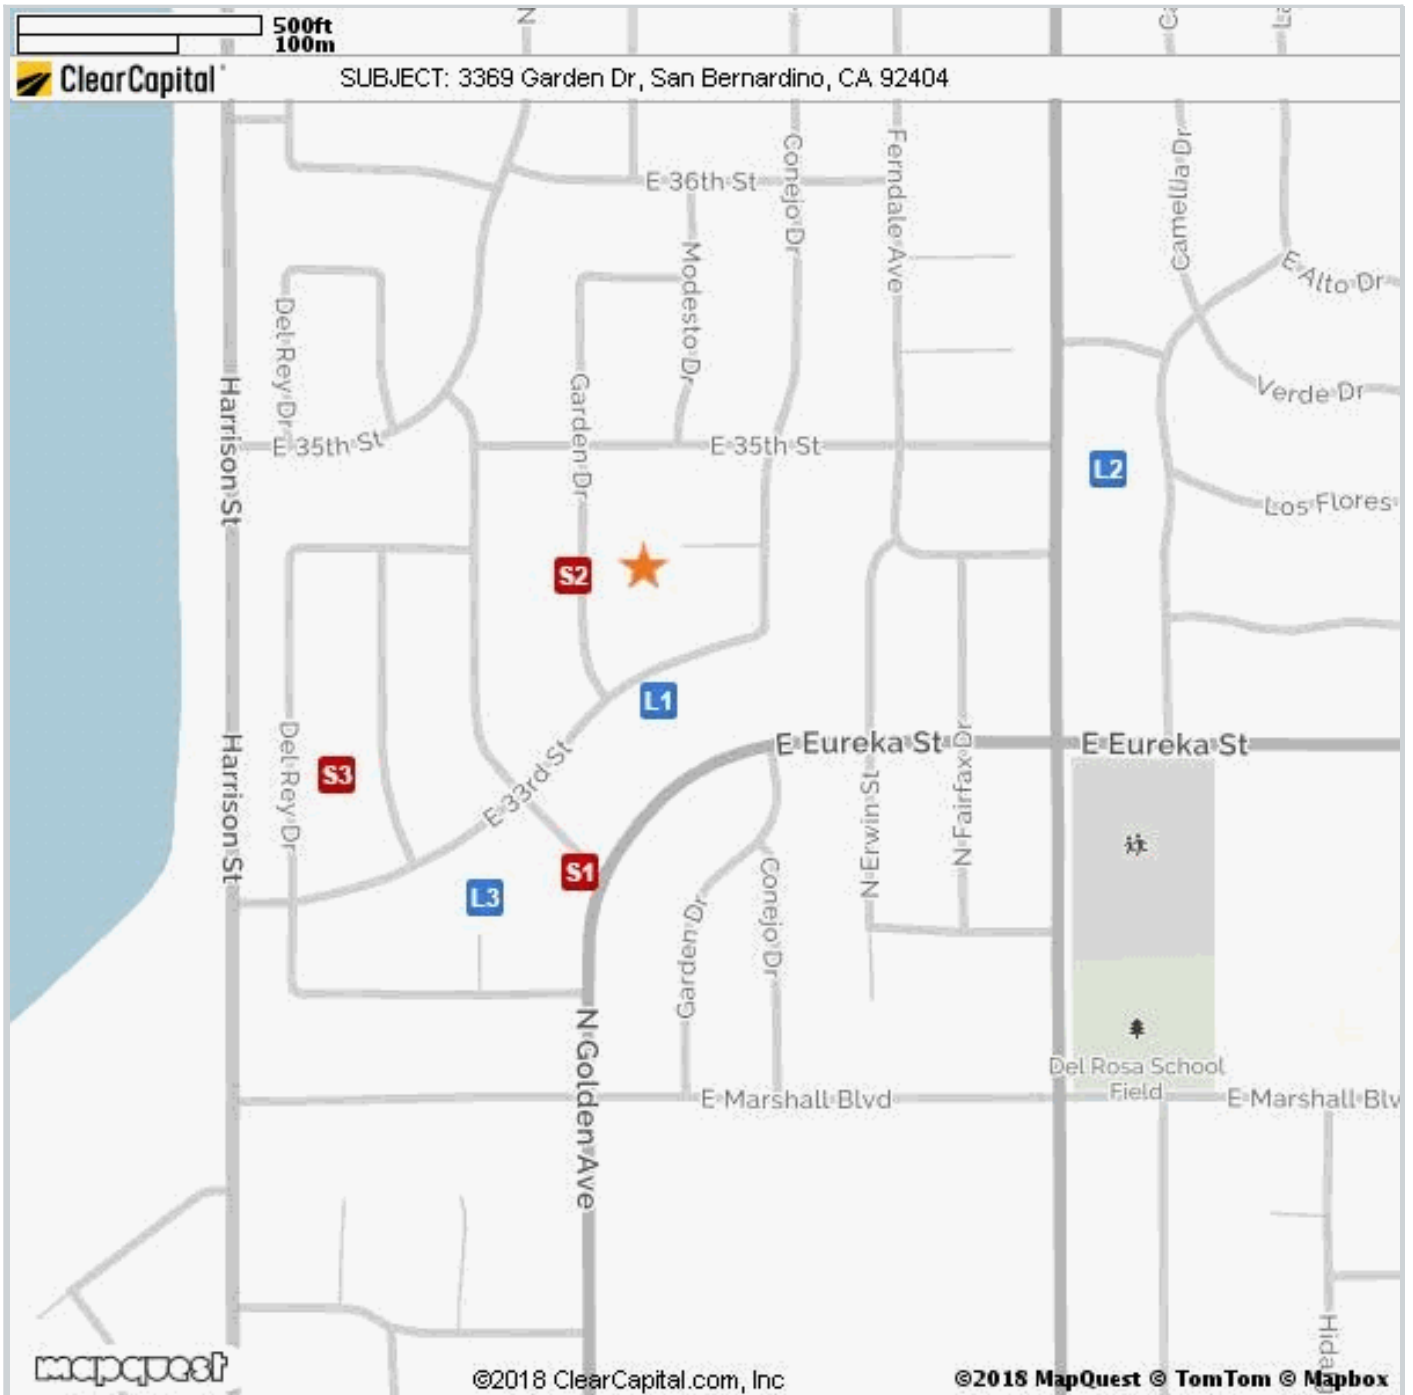 500ft
100m
N
ClearCapital
SUBJECT: 3369 Garden Dr, San Bernardino, CA 92404
E 36th St
Conejo Dr
Ferndale Ave
Camellia Dr
Modesto Dr
E Alto Dr
Del Rey Dr
Garden Dr
Harrison St
Verde Dr
E 35th St
E 35th St
L2
Los Flores
S2
L1
E Eureka St
E Eureka St
Harrison St
Del Rey Dr
S3
E 33rd St
N Erwin St
N Fairfax Dr
S1
L3
Garden Dr
Conejo Dr
N Golden Ave
Del Rosa School
Field
E Marshall Blvd
E Marshall Blv
Hida
mapquest
©2018 ClearCapital.com, Inc
©2018 MapQuest © TomTom © Mapbox